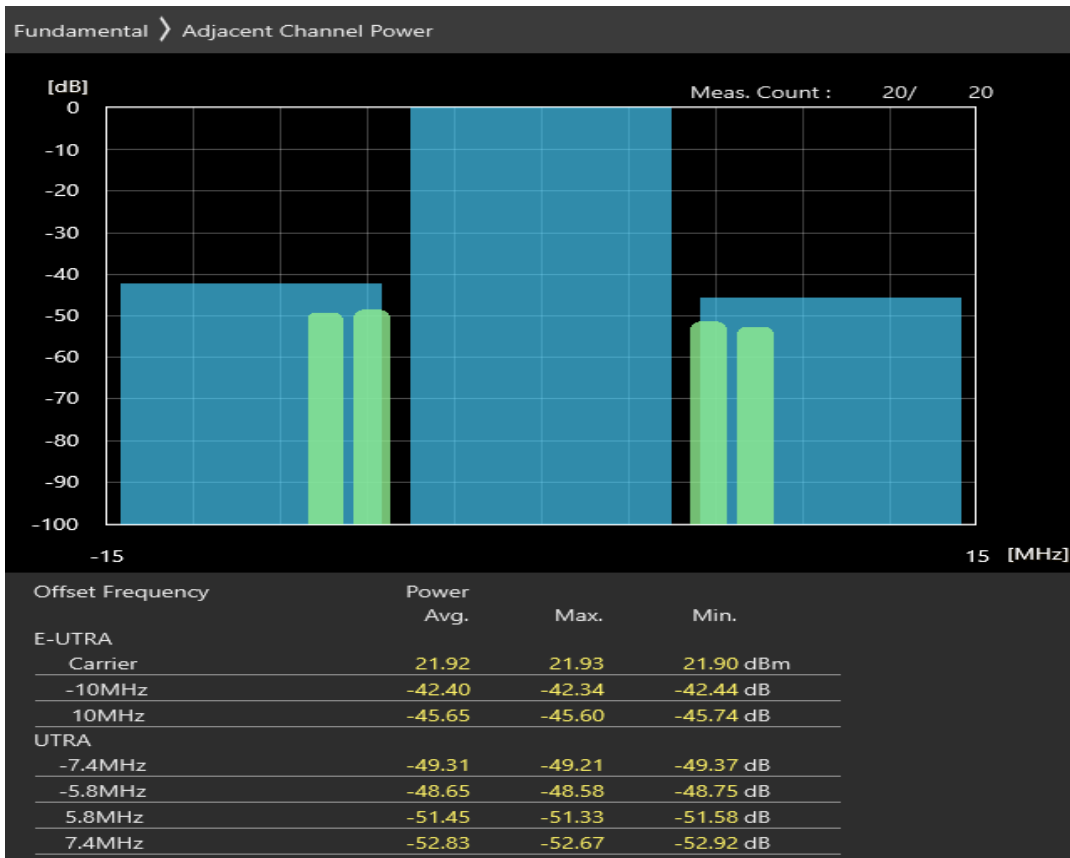 Fundamental 〉 Adjacent Channel Power
[dB]
Meas. Count : 20/ 20
0
-10
-20
-30
-40
-50
-60
-70
-80
-90
-100
-15 15 [MHz]
Offset Frequency Power
Avg. Max. Min.
E-UTRA
Carrier 21.92 21.93 21.90 dBm
-10MHz -42.40 -42.34 -42.44 dB
10MHz -45.65 -45.60 -45.74 dB
UTRA
-7.4MHz -49.31 -49.21 -49.37 dB
-5.8MHz -48.65 -48.58 -48.75 dB
5.8MHz -51.45 -51.33 -51.58 dB
7.4MHz -52.83 -52.67 -52.92 dB